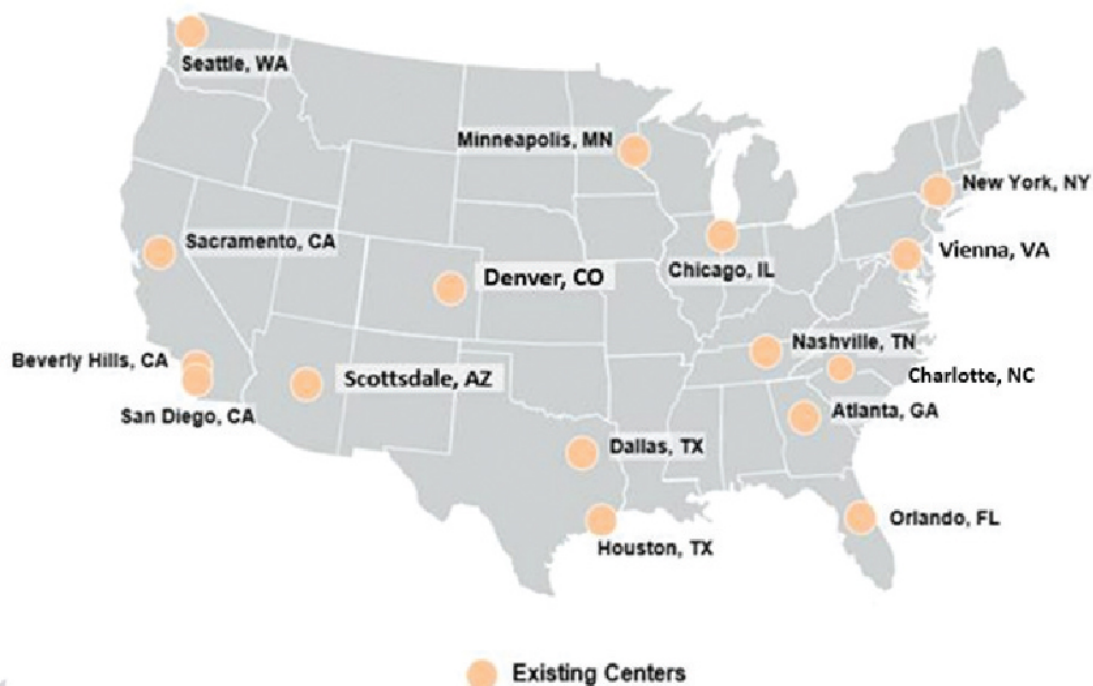 Seattle, WA
Minneapolis, MN
New York, NY
Sacramento, CA
Vienna, VA
Chicago, IL
Denver, CO
Nashville, TN
Beverly Hills, CA
Charlotte, NC
Scottsdale, AZ
San Diego, CA
Atlanta, GA
Dallas, TX
Orlando, FL
Houston, TX
Existing Centers